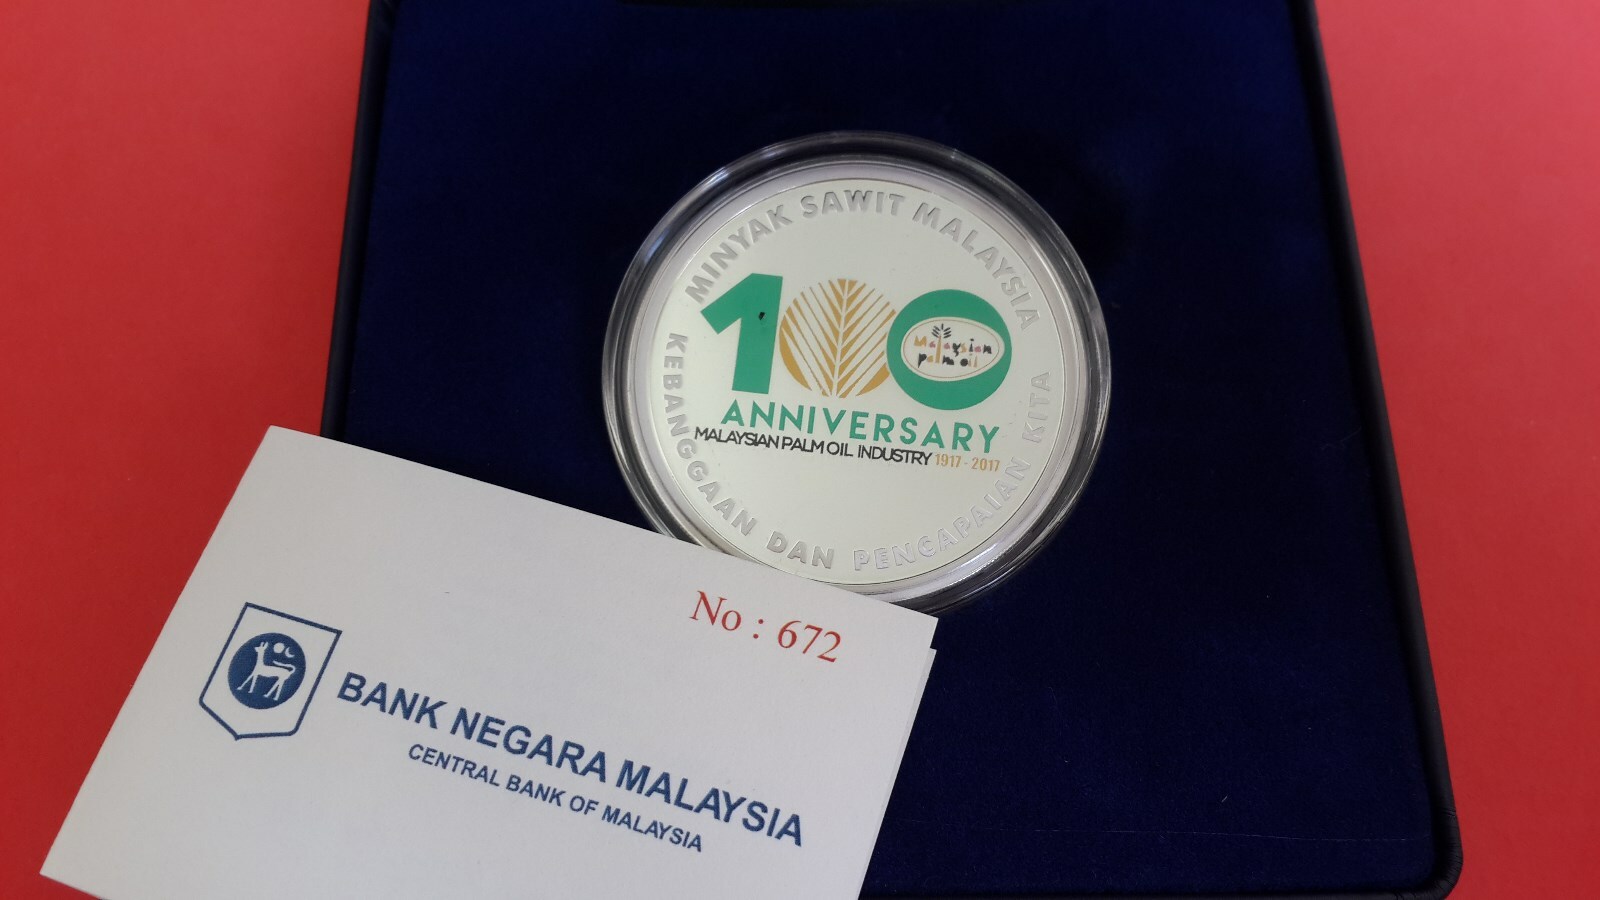 MINYAK SAWIT MALAYSIA
100
Malaysian
palm oil
ANNIVERSARY
MALAYSIAN PALM OIL INDUSTRY 1917 - 2017
KEBANGGAAN DAN PENCAPAIAN KITA
No : 672
BANK NEGARA MALAYSIA
CENTRAL BANK OF MALAYSIA